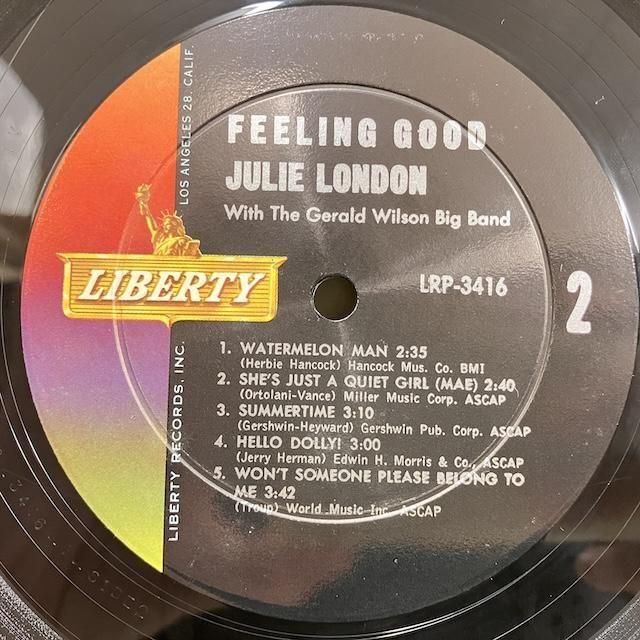 FEELING GOOD
JULIE LONDON
With The Gerald Wilson Big Band
LIBERTY
LRP-3416
2
1. WATERMELON MAN 2:35
(Herbie Hancock) Hancock Mus. Co. BMI
2. SHE'S JUST A QUIET GIRL (MAE) 2:40
(Ortolani-Vance) Miller Music Corp. ASCAP
3. SUMMERTIME 3:10
(Gershwin-Heyward) Gershwin Pub. Corp. ASCAP
4. HELLO DOLLY! 3:00
(Jerry Herman) Edwin H. Morris & Co., ASCAP
5. WON'T SOMEONE PLEASE BELONG TO
ME 3:42
(Troup) World Music Inc. ASCAP
LIBERTY RECORDS, INC.
LOS ANGELES 28, CALIF.